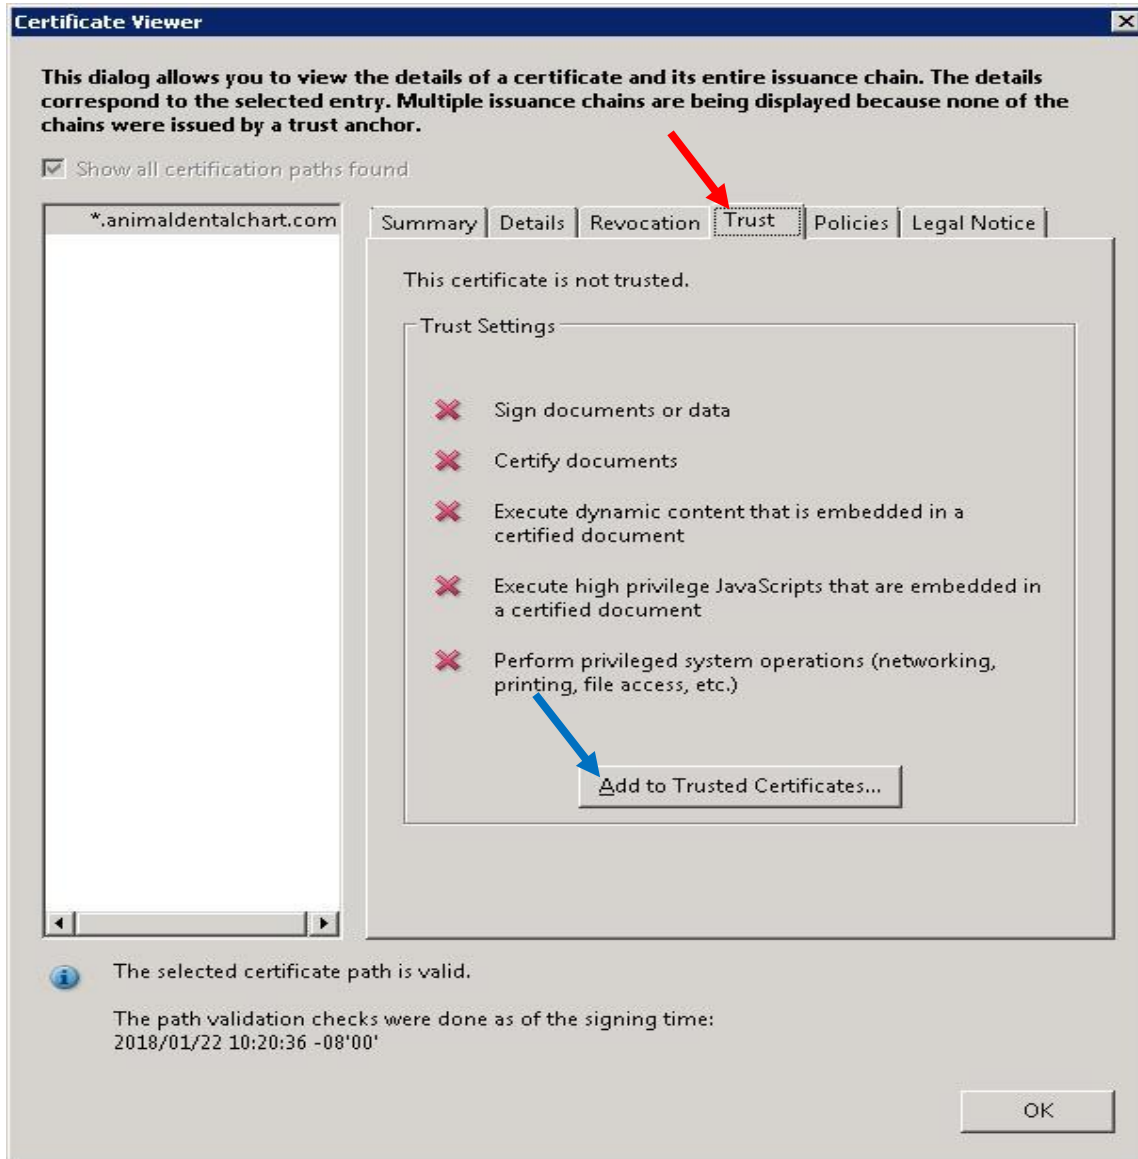 Certificate Viewer
This dialog allows you to view the details of a certificate and its entire issuance chain. The details
correspond to the selected entry. Multiple issuance chains are being displayed because none of the
chains were issued by a trust anchor.
Show all certification paths found
*.animaldentalchart.com
Summary Details Revocation Trust Policies Legal Notice
This certificate is not trusted.
Trust Settings
Sign documents or data
Certify documents
Execute dynamic content that is embedded in a
certified document
Execute high privilege JavaScripts that are embedded in
a certified document
Perform privileged system operations (networking,
printing, file access, etc.)
Add to Trusted Certificates...
The selected certificate path is valid.
The path validation checks were done as of the signing time:
2018/01/22 10:20:36 -08'00'
OK